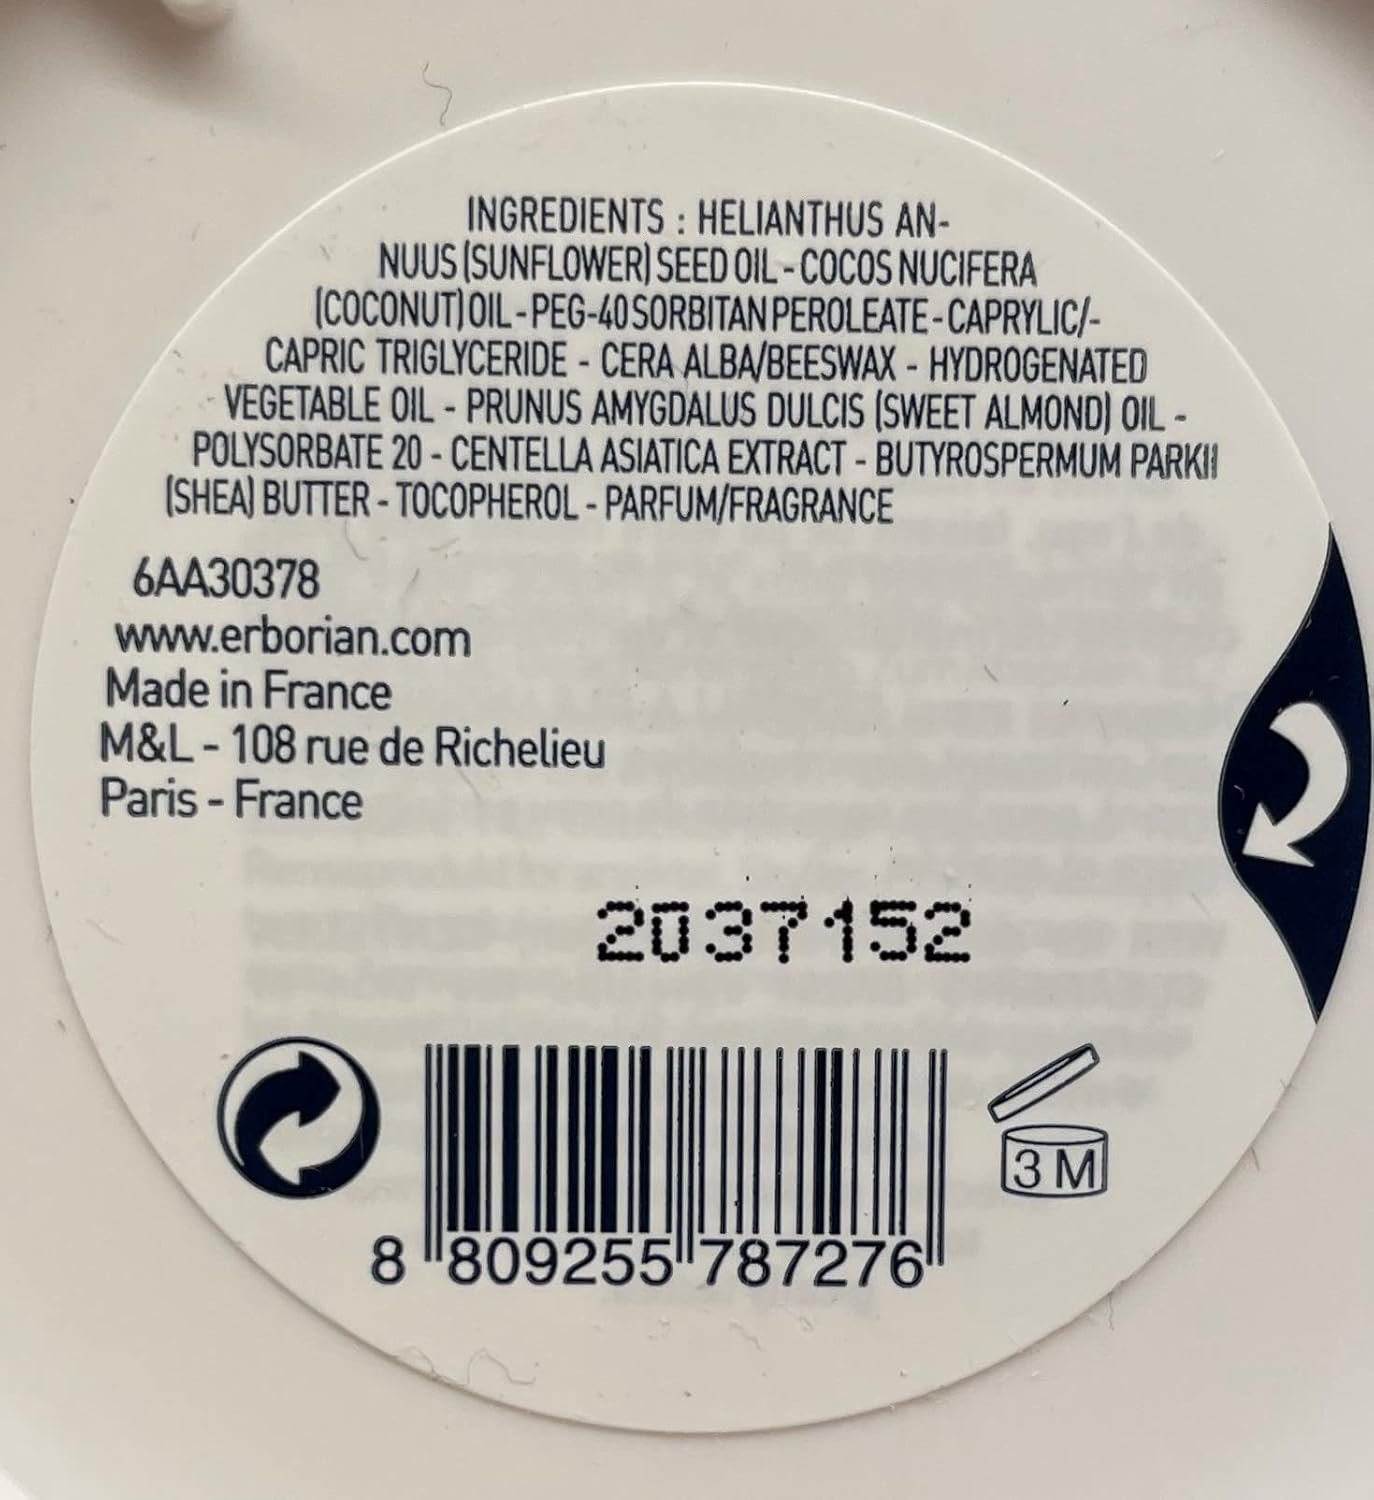 INGREDIENTS : HELIANTHUS AN-
NUUS (SUNFLOWER) SEED OIL - COCOS NUCIFERA
(COCONUT) OIL - PEG-40 SORBITAN PEROLEATE - CAPRYLIC/-
CAPRIC TRIGLYCERIDE - CERA ALBA/BEESWAX - HYDROGENATED
VEGETABLE OIL - PRUNUS AMYGDALUS DULCIS (SWEET ALMOND) OIL -
POLYSORBATE 20 - CENTELLA ASIATICA EXTRACT - BUTYROSPERMUM PARKII
(SHEA) BUTTER - TOCOPHEROL - PARFUM/FRAGRANCE
6AA30378
www.erborian.com
Made in France
M&L - 108 rue de Richelieu
Paris - France
2037152
3 M
8 809255 787276